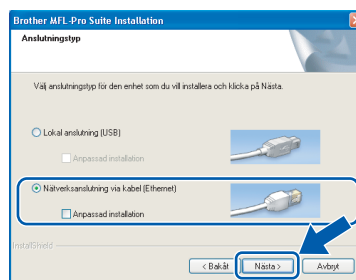 Brother MFL-Pro Suite Installation
Anslutningstyp
Välj anslutningstyp för den enhet som du vill installera och klicka på Nästa.
Lokal anslutning (USB)
Anpassad installation
Nätverksanslutning via kabel (Ethernet)
Anpassad installation
InstallShield
< Bakåt
Nästa >
Avbryt